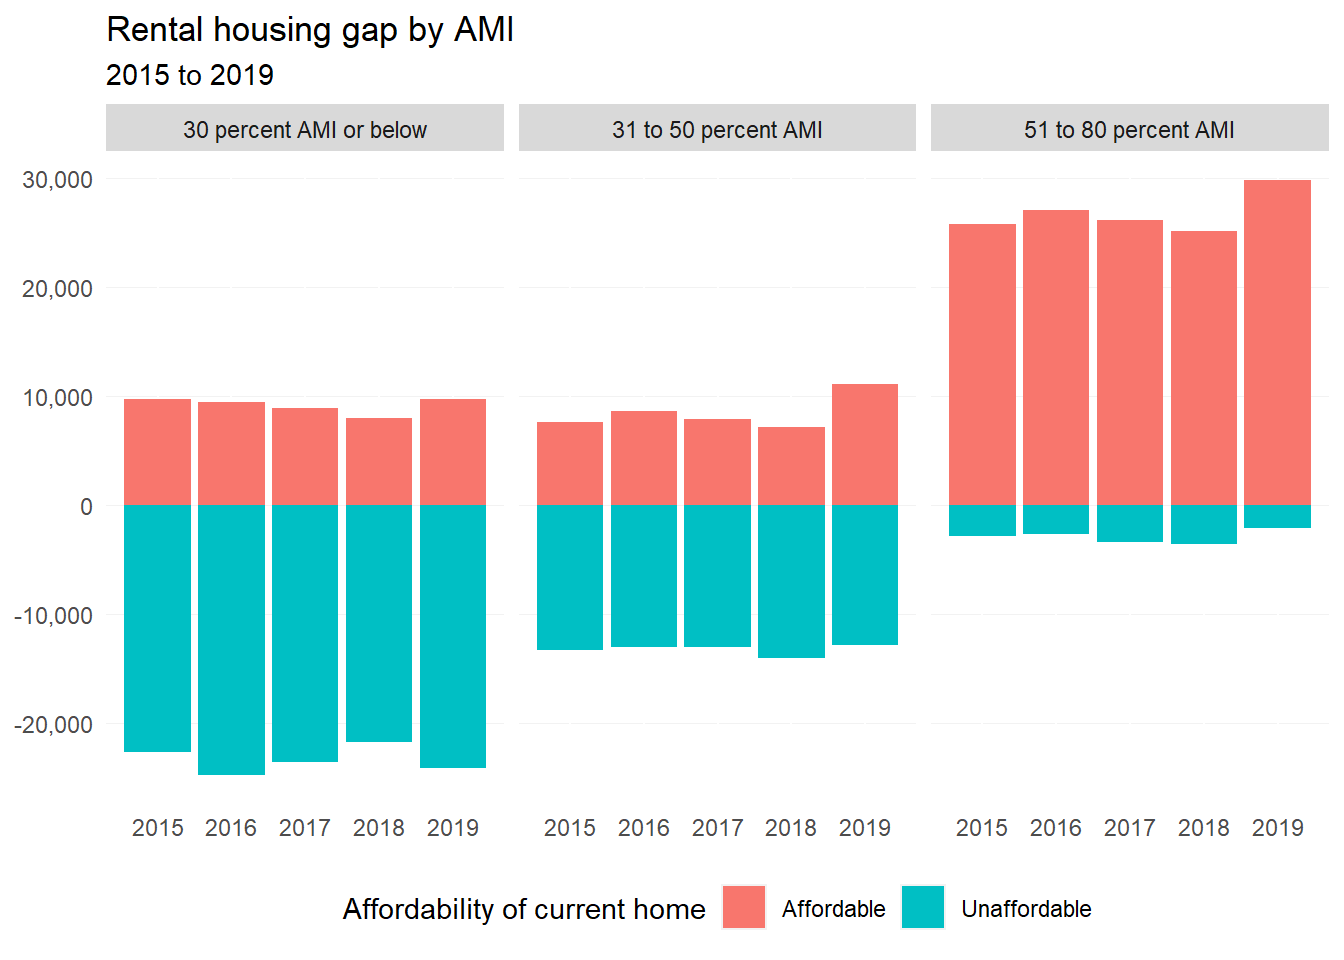 Rental housing gap by AMI
2015 to 2019
30 percent AMI or below 31 to 50 percent AMI 51 to 80 percent AMI
30,000
20,000
10,000
0
-10,000
-20,000
2015 2016 2017 2018 2019 2015 2016 2017 2018 2019 2015 2016 2017 2018 2019
Affordability of current home Affordable Unaffordable